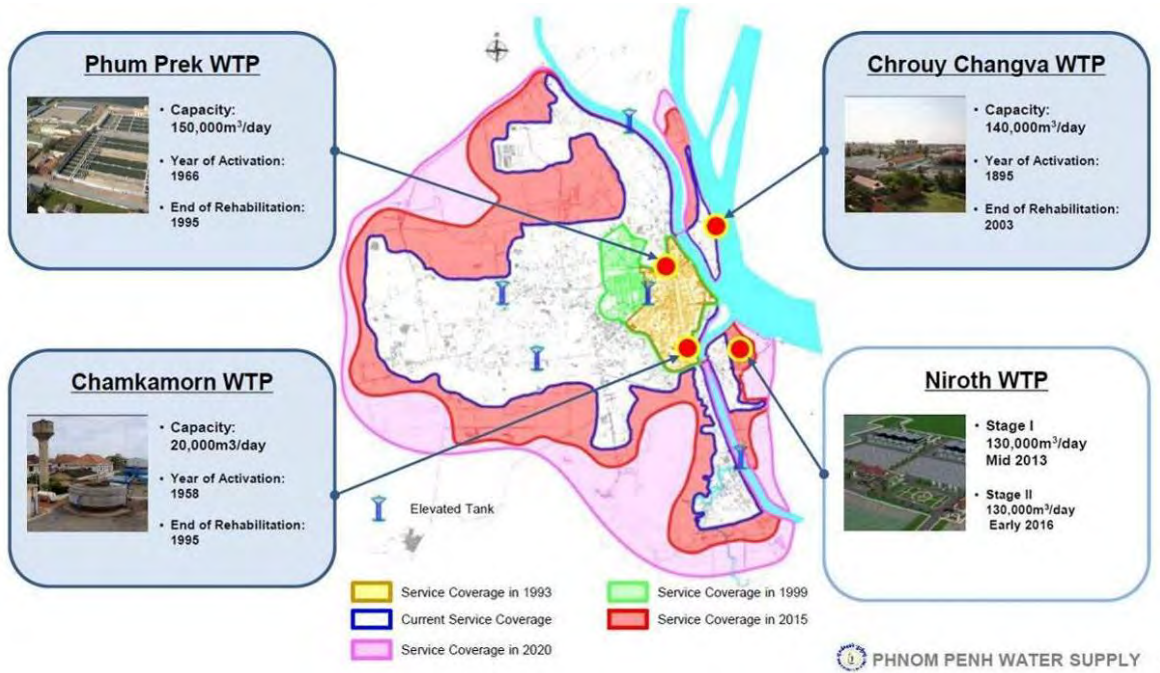 Phum Prek WTP
• Capacity:
150,000m³/day
• Year of Activation:
1966
• End of Rehabilitation:
1995
Chrouy Changva WTP
• Capacity:
140,000m³/day
• Year of Activation:
1895
• End of Rehabilitation:
2003
Chamkamorn WTP
• Capacity:
20,000m3/day
• Year of Activation:
1958
• End of Rehabilitation:
1995
Niroth WTP
• Stage I
130,000m³/day
Mid 2013
• Stage II
130,000m³/day
Early 2016
Elevated Tank
Service Coverage in 1993
Service Coverage in 1999
Current Service Coverage
Service Coverage in 2015
Service Coverage in 2020
PHNOM PENH WATER SUPPLY